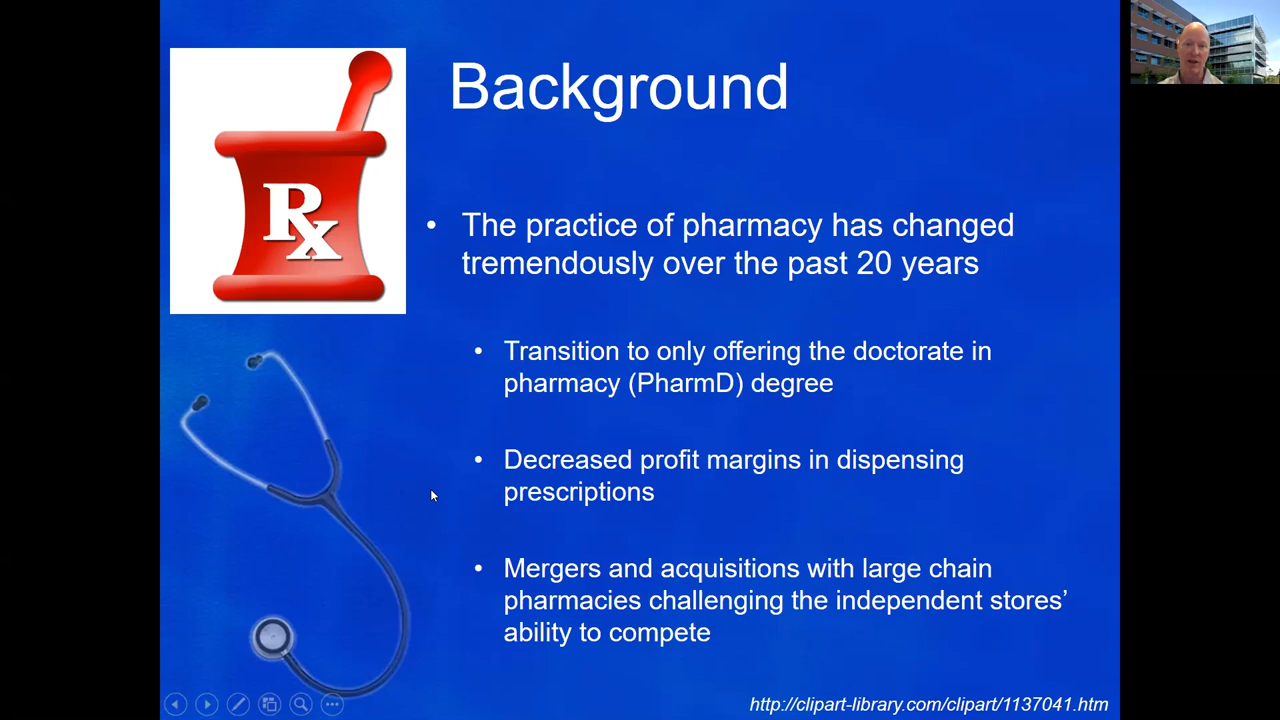 Background
Rx
• The practice of pharmacy has changed
tremendously over the past 20 years
• Transition to only offering the doctorate in
pharmacy (PharmD) degree
• Decreased profit margins in dispensing
prescriptions
• Mergers and acquisitions with large chain
pharmacies challenging the independent stores’
ability to compete
http://clipart-library.com/clipart/1137041.htm